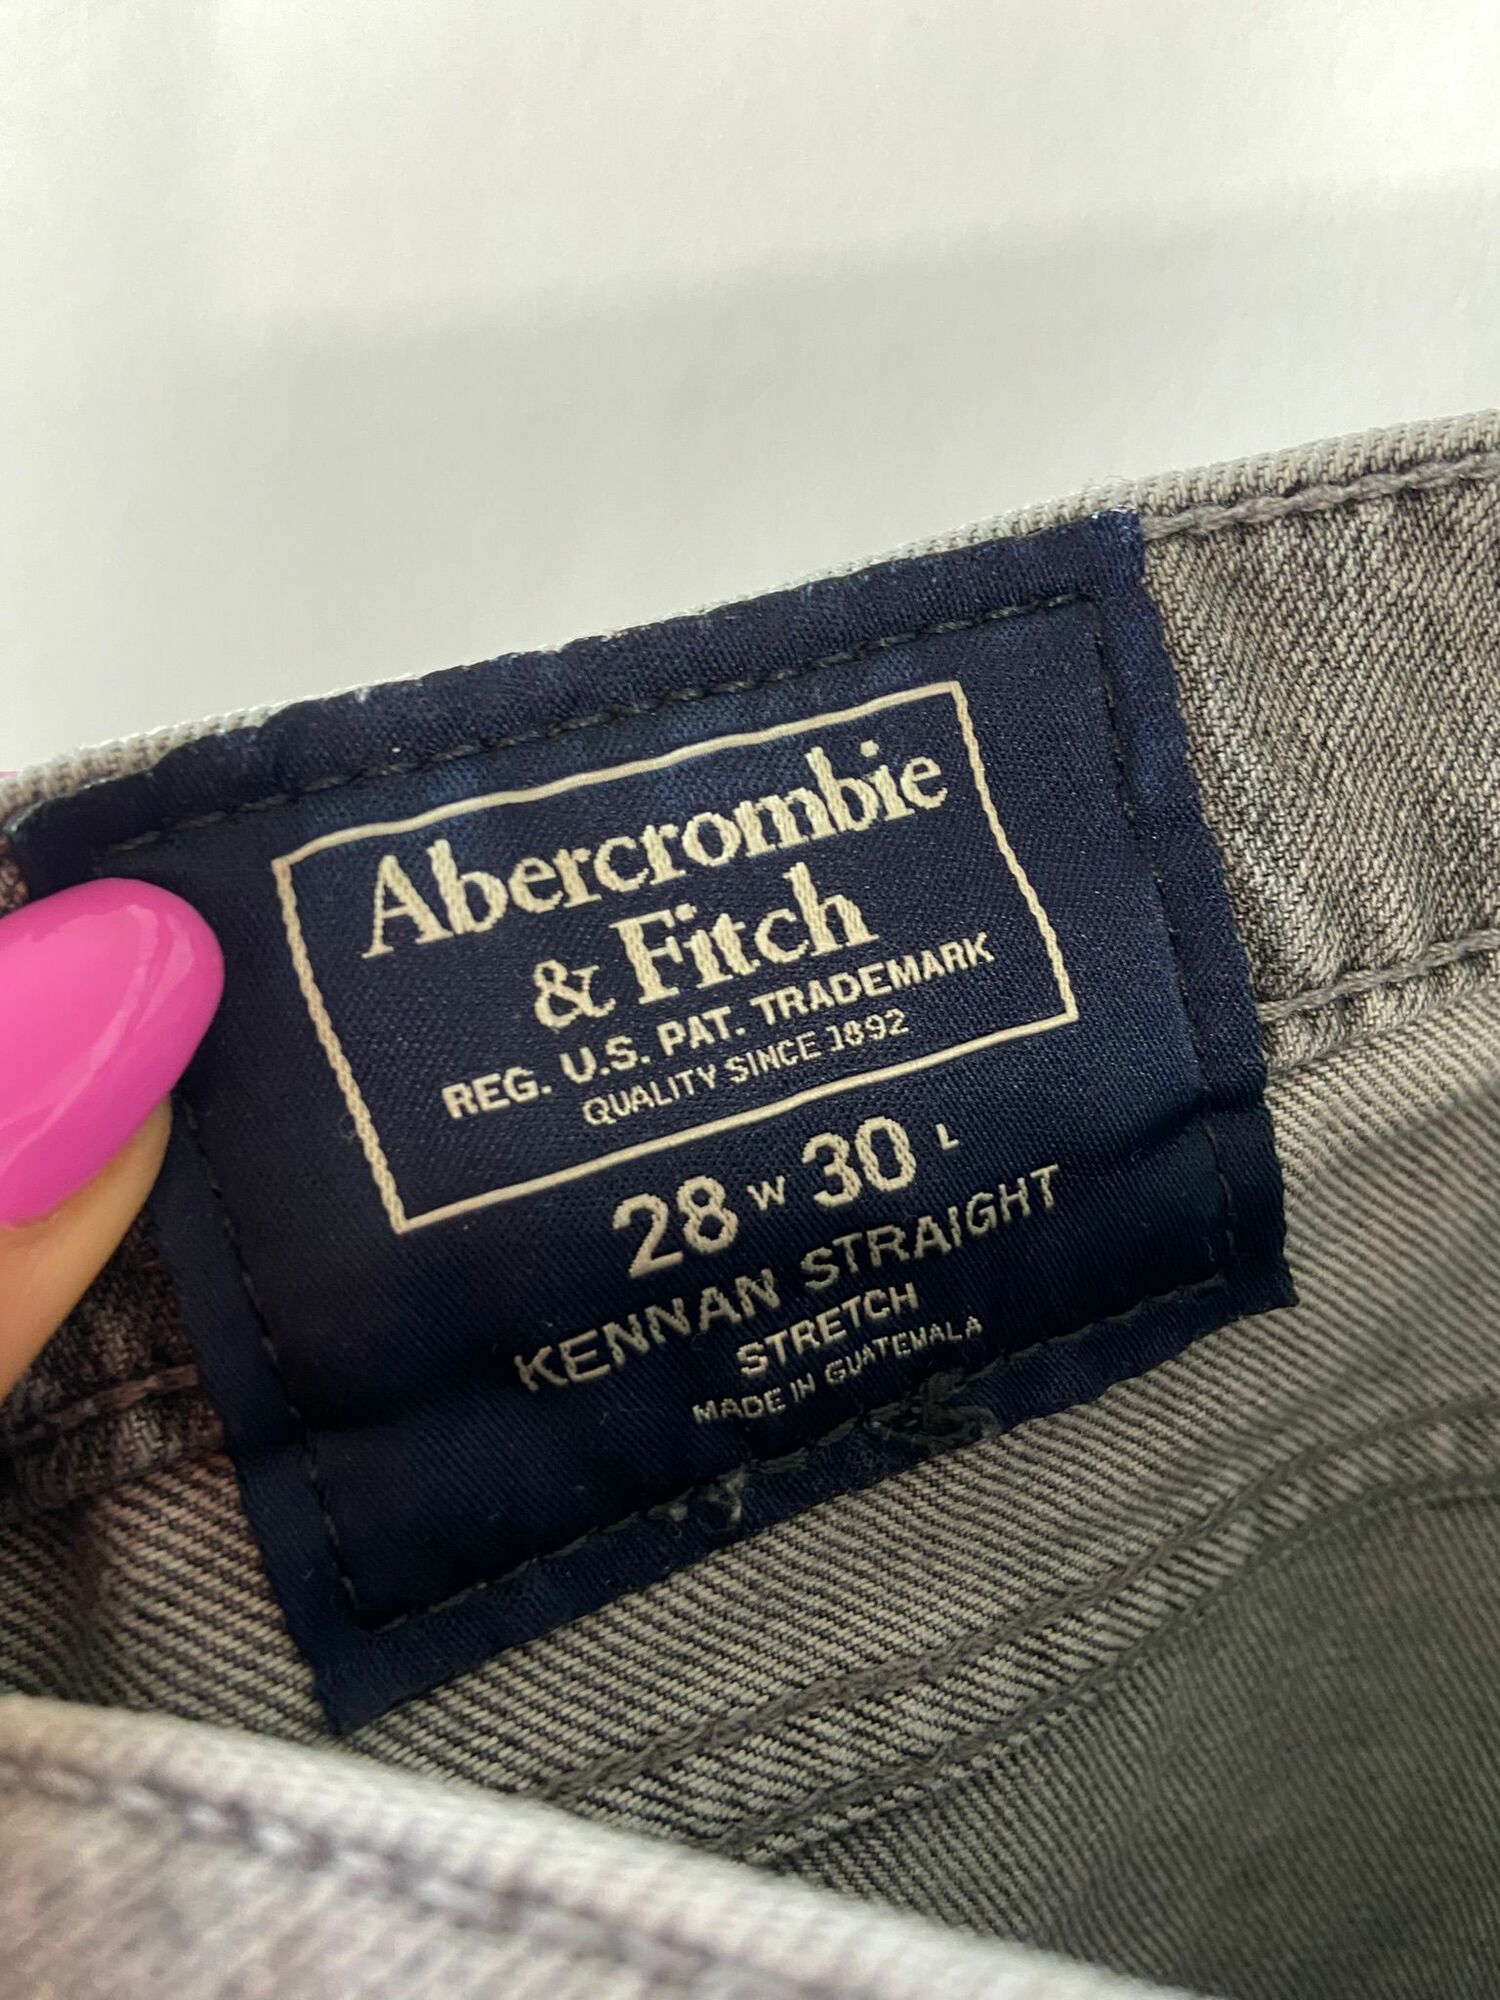 Abercrombie
& Fitch
REG. U.S. PAT. TRADEMARK
QUALITY SINCE 1892
28 W 30 L
KENNAN STRAIGHT
STRETCH
MADE IN GUATEMALA